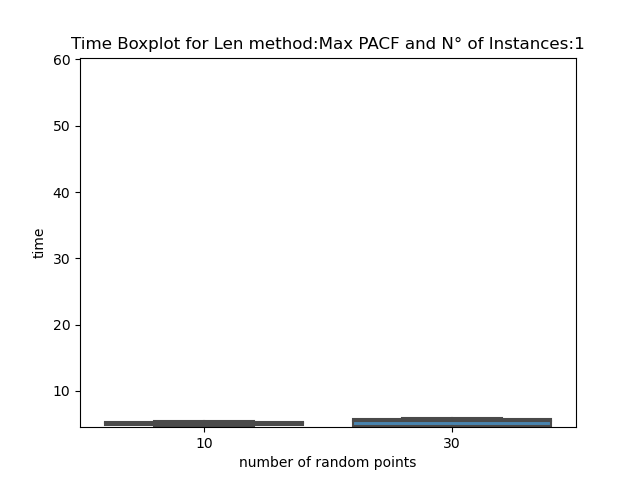 Time Boxplot for Len method:Max PACF and N° of Instances:1
60
50
40
30
20
10
time
10 30
number of random points